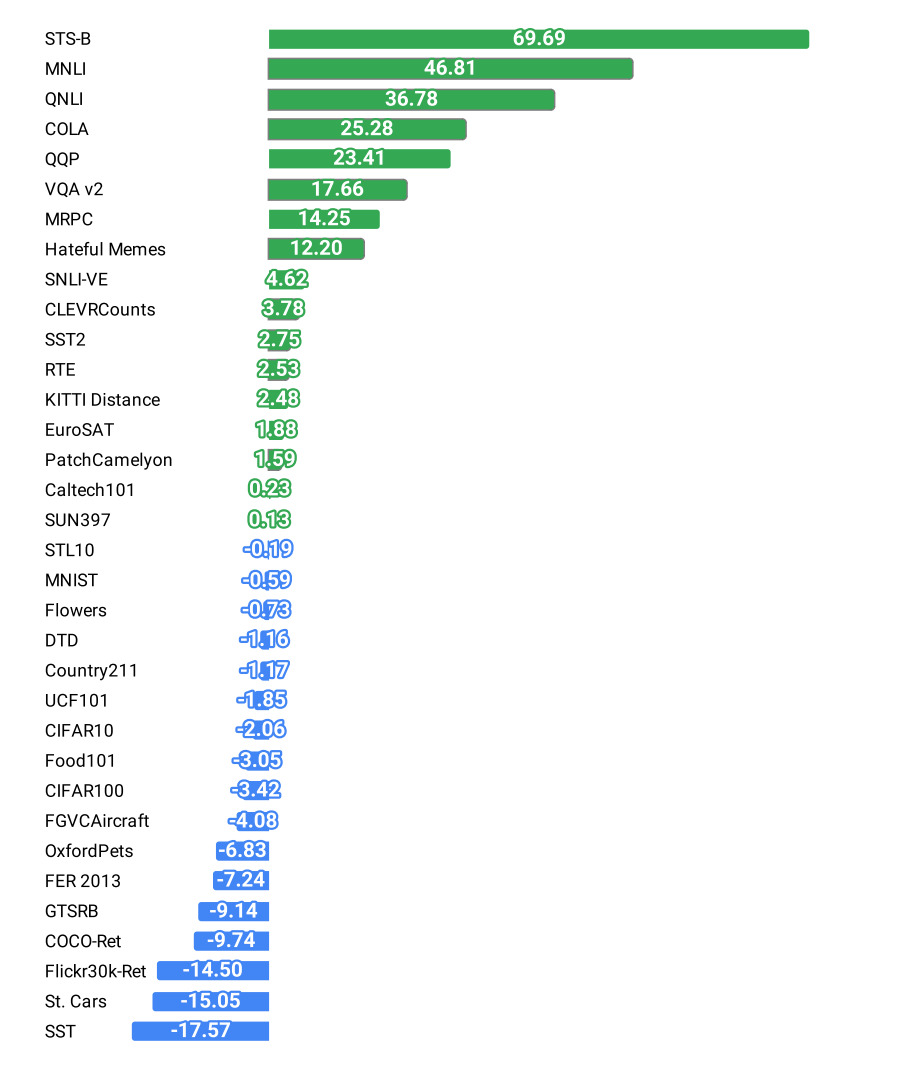 STS-B 69.69
MNLI 46.81
QNLI 36.78
COLA 25.28
QQP 23.41
VQA v2 17.66
MRPC 14.25
Hateful Memes 12.20
SNLI-VE 4.62
CLEVRCounts 3.78
SST2 2.75
RTE 2.53
KITTI Distance 2.48
EuroSAT 1.88
PatchCamelyon 1.59
Caltech101 0.23
SUN397 0.13
STL10 -0.19
MNIST -0.59
Flowers -0.73
DTD -1.16
Country211 -1.17
UCF101 -1.85
CIFAR10 -2.06
Food101 -3.05
CIFAR100 -3.42
FGVCAircraft -4.08
OxfordPets -6.83
FER 2013 -7.24
GTSRB -9.14
COCO-Ret -9.74
Flickr30k-Ret -14.50
St. Cars -15.05
SST -17.57